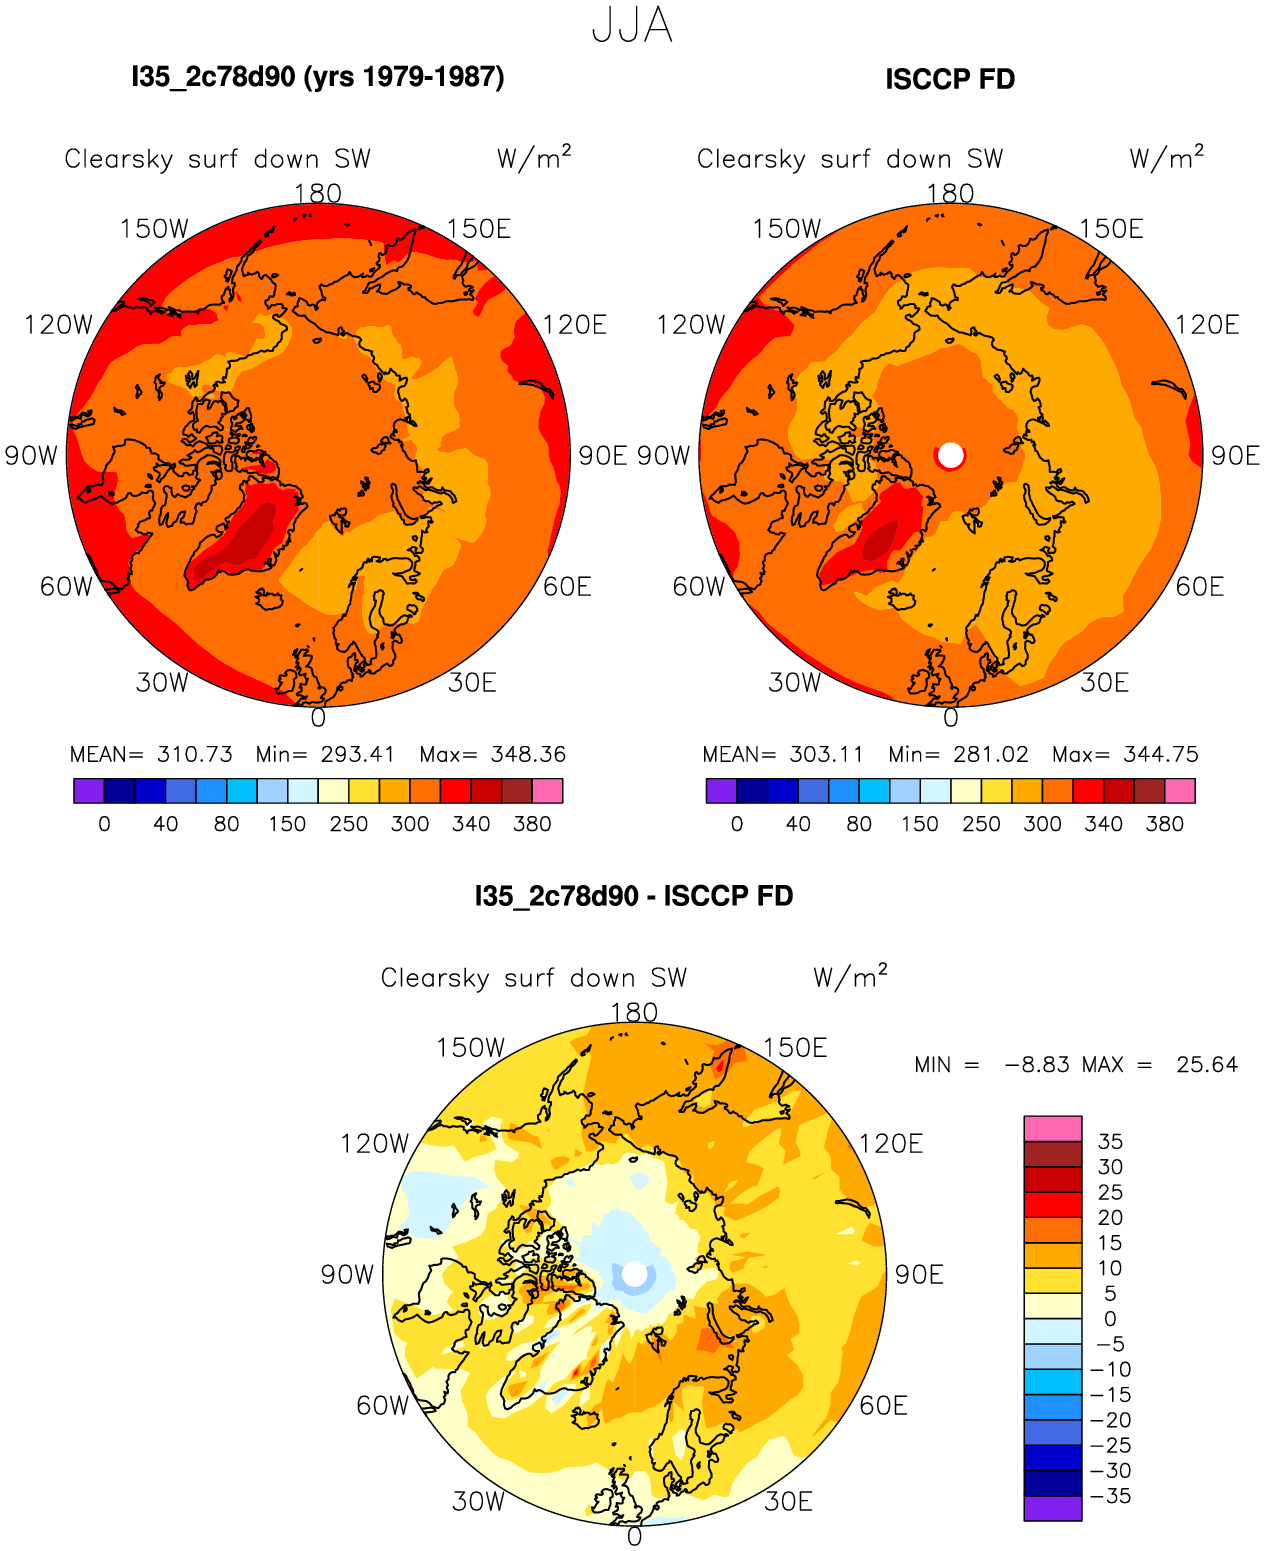 JJA
I35_2c78d90 (yrs 1979-1987)
ISCCP FD
Clearsky surf down SW W/m²
Clearsky surf down SW W/m²
180
180
150W 150E
150W 150E
120W 120E
120W 120E
90W 90E
90W 90E
60W 60E
60W 60E
30W 30E
30W 30E
0
0
MEAN= 310.73 Min= 293.41 Max= 348.36
MEAN= 303.11 Min= 281.02 Max= 344.75
0 40 80 150 250 300 340 380
0 40 80 150 250 300 340 380
I35_2c78d90 - ISCCP FD
Clearsky surf down SW W/m²
180
150W 150E
MIN = -8.83 MAX = 25.64
120W 120E
90W 90E
60W 60E
30W 30E
0
35
30
25
20
15
10
5
0
-5
-10
-15
-20
-25
-30
-35